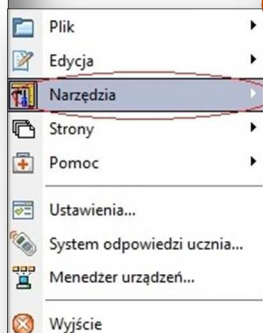 Plik
Edycja
Narzędzia
Strony
Pomoc
Ustawienia...
System odpowiedzi ucznia...
Menedżer urządzeń...
Wyjście